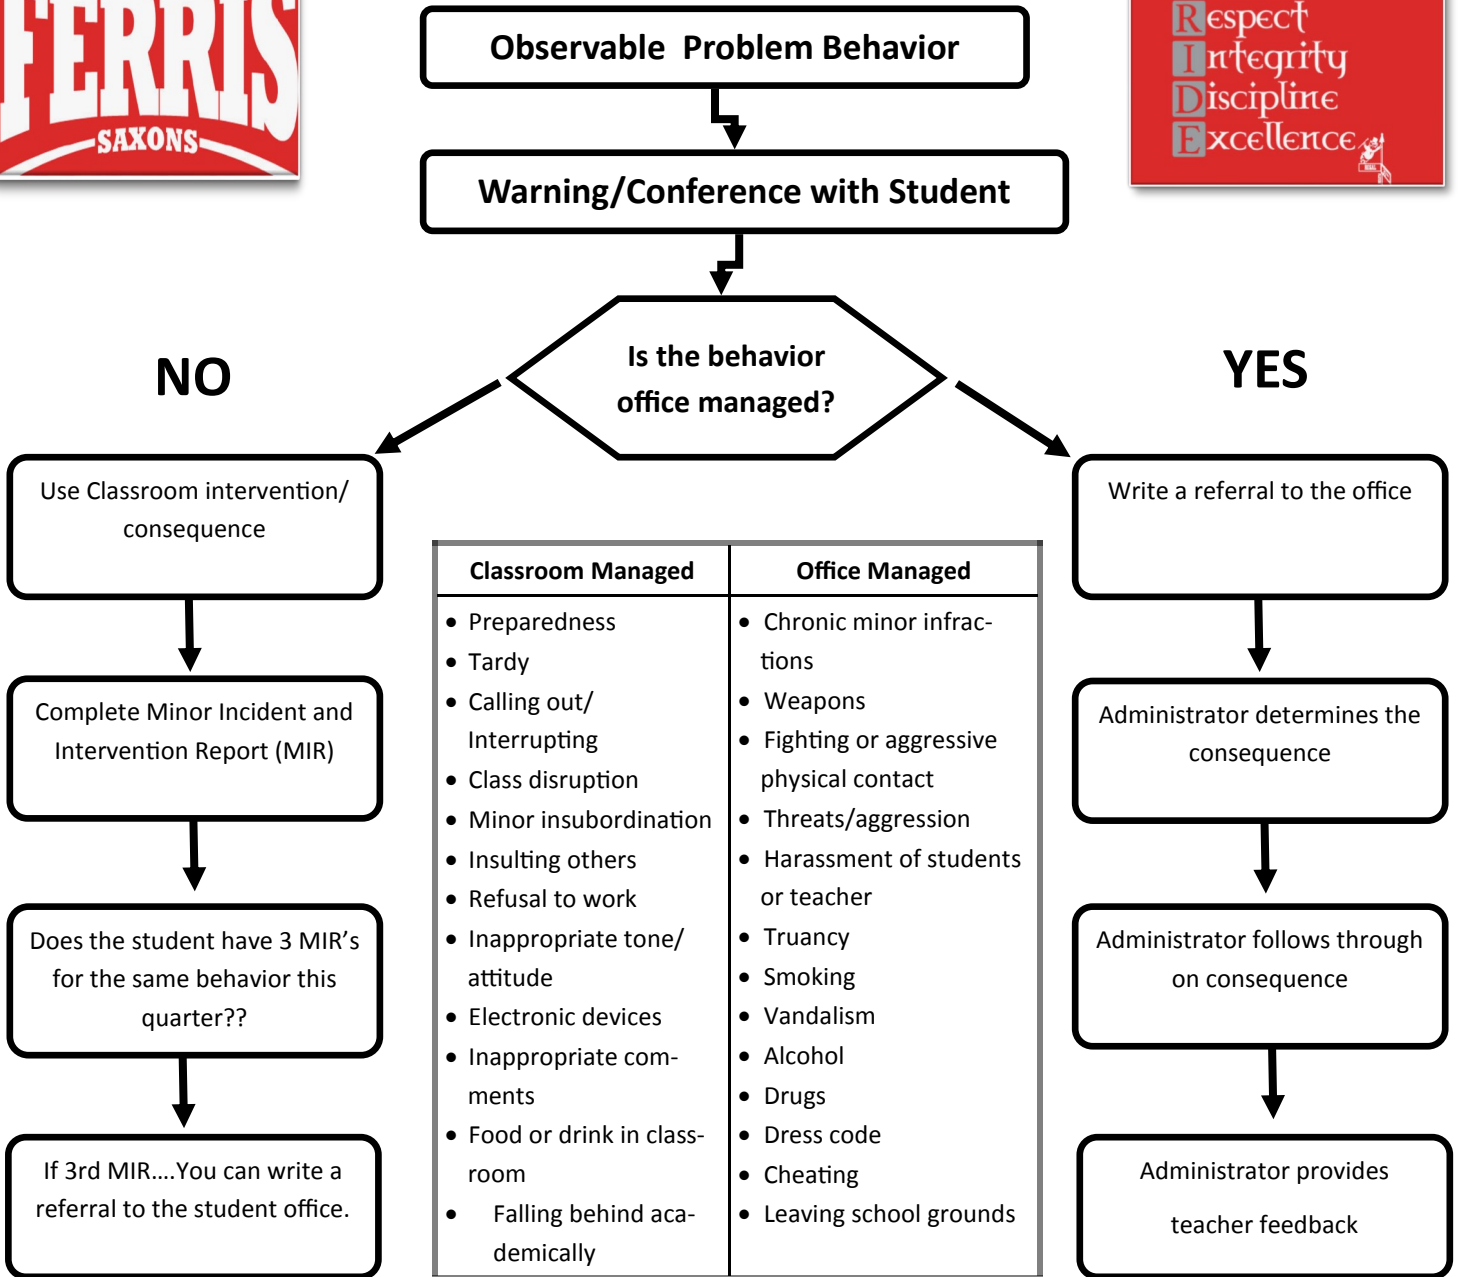 FERRIS
SAXONS
Respect
Integrity
Discipline
Excellence
Observable Problem Behavior
Warning/Conference with Student
Is the behavior
office managed?
NO
YES
Use Classroom intervention/
consequence
Complete Minor Incident and
Intervention Report (MIR)
Does the student have 3 MIR's
for the same behavior this
quarter??
If 3rd MIR....You can write a
referral to the student office.
Classroom Managed
• Preparedness
• Tardy
• Calling out/
Interrupting
• Class disruption
• Minor insubordination
• Insulting others
• Refusal to work
• Inappropriate tone/
attitude
• Electronic devices
• Inappropriate com-
ments
• Food or drink in class-
room
• Falling behind aca-
demically
Office Managed
• Chronic minor infrac-
tions
• Weapons
• Fighting or aggressive
physical contact
• Threats/aggression
• Harassment of students
or teacher
• Truancy
• Smoking
• Vandalism
• Alcohol
• Drugs
• Dress code
• Cheating
• Leaving school grounds
Write a referral to the office
Administrator determines the
consequence
Administrator follows through
on consequence
Administrator provides
teacher feedback